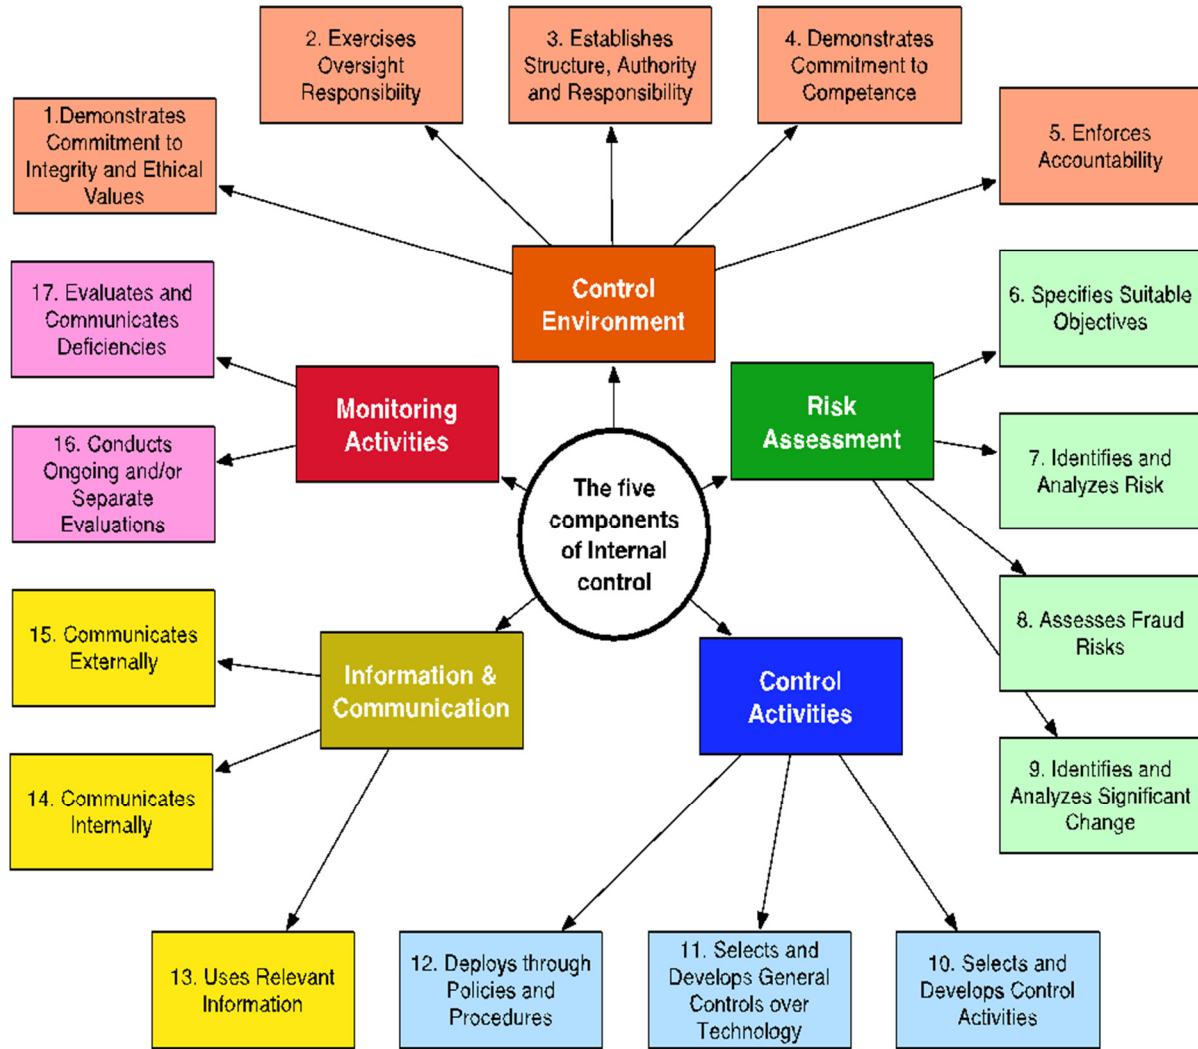 2. Exercises
Oversight
Responsibiity
3. Establishes
Structure, Authority
and Responsibility
4. Demonstrates
Commitment to
Competence
1.Demonstrates
Commitment to
Integrity and Ethical
Values
5. Enforces
Accountability
Control
Environment
17. Evaluates and
Communicates
Deficiencies
6. Specifies Suitable
Objectives
Monitoring
Activities
Risk
Assessment
16. Conducts
Ongoing and/or
Separate
Evaluations
7. Identifies and
Analyzes Risk
The five
components
of Internal
control
15. Communicates
Externally
8. Assesses Fraud
Risks
Information &
Communication
Control
Activities
14. Communicates
Internally
9. Identifies and
Analyzes Significant
Change
13. Uses Relevant
Information
12. Deploys through
Policies and
Procedures
11. Selects and
Develops General
Controls over
Technology
10. Selects and
Develops Control
Activities